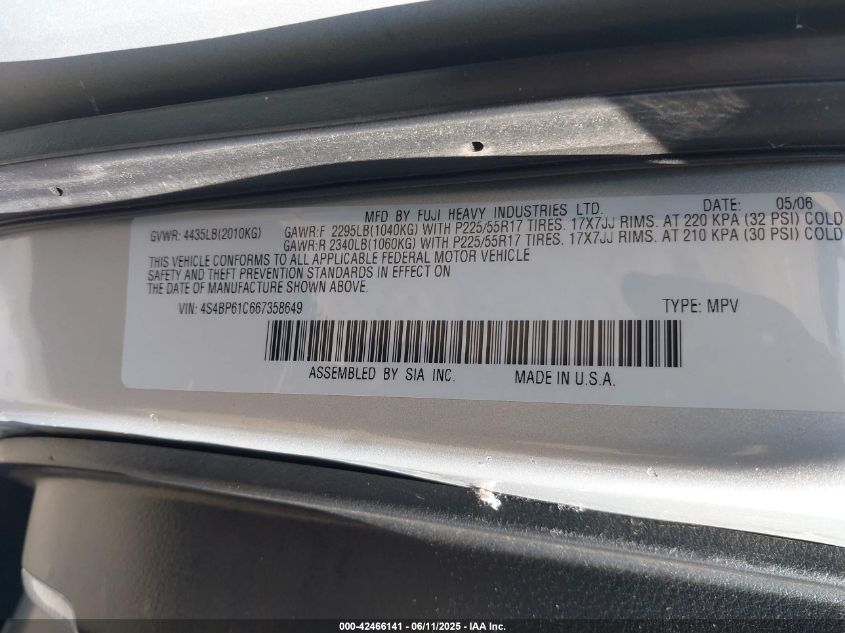 MFD BY FUJI HEAVY INDUSTRIES LTD. DATE: 05/06
GVWR: 4435LB(2010KG) GAWR:F 2295LB(1040KG) WITH P225/55R17 TIRES. 17X7JJ RIMS. AT 220 KPA (32 PSI) COLD
GAWR:R 2340LB(1060KG) WITH P225/55R17 TIRES. 17X7JJ RIMS. AT 210 KPA (30 PSI) COLD
THIS VEHICLE CONFORMS TO ALL APPLICABLE FEDERAL MOTOR VEHICLE
SAFETY AND THEFT PREVENTION STANDARDS IN EFFECT ON
THE DATE OF MANUFACTURE SHOWN ABOVE.
VIN: 4S4BP61C667358649 TYPE: MPV
ASSEMBLED BY SIA INC. MADE IN U.S.A.
000-42466141 - 06/11/2025 - IAA Inc.